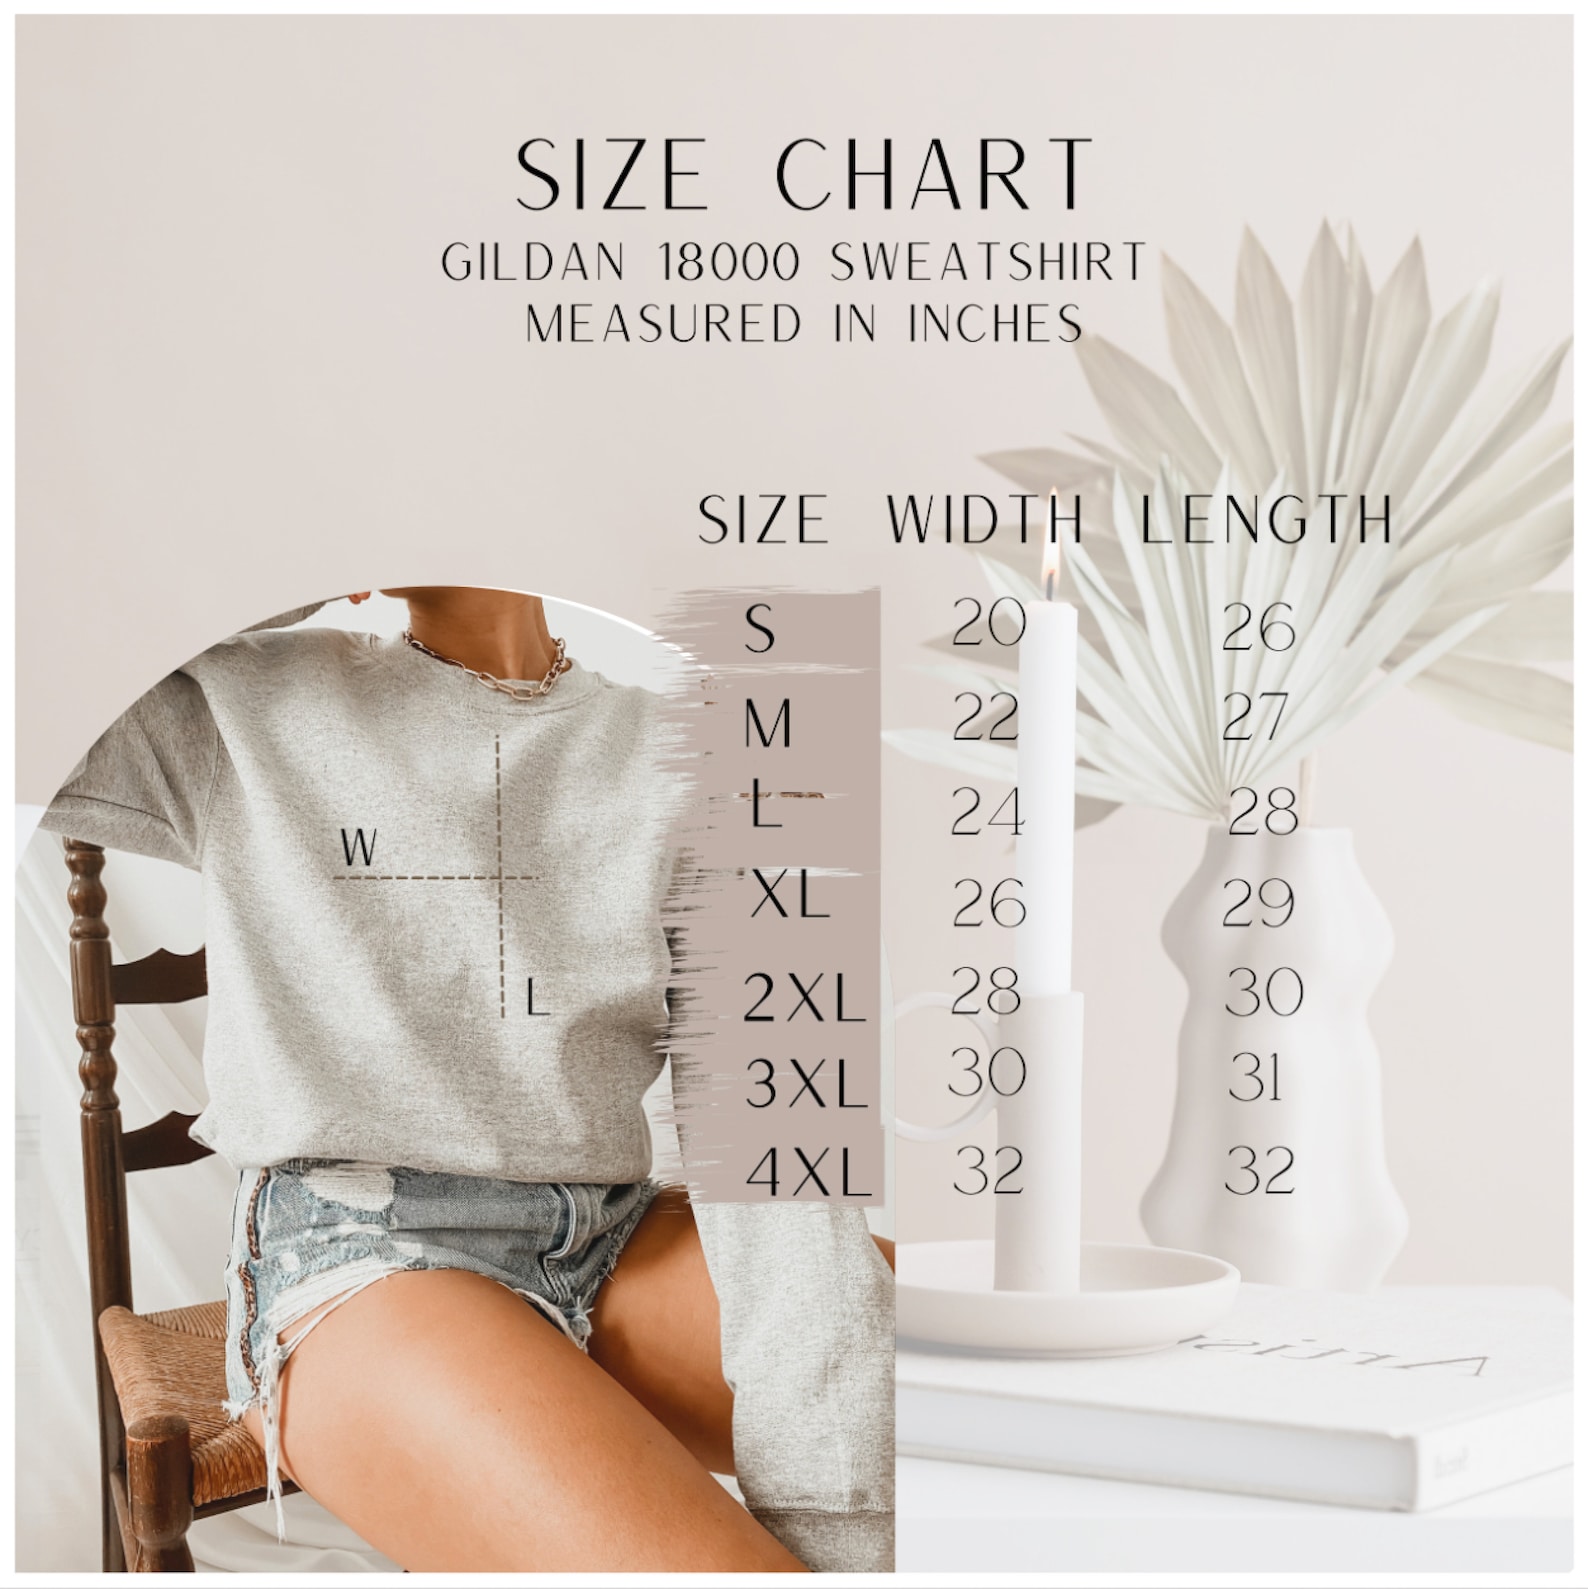 SIZE CHART
GILDAN 18000 SWEATSHIRT
MEASURED IN INCHES
SIZE WIDTH LENGTH
S 20 26
M 22 27
L 24 28
XL 26 29
2XL 28 30
3XL 30 31
4XL 32 32
W
L